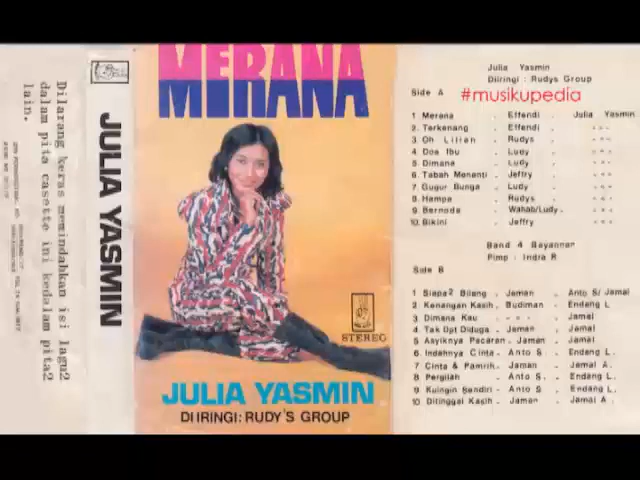 Dilarang keras memindahkan isi lagu2
dalam pita casette ini kedalam pita2
lain.
JULIA YASMIN
MERANA
STEREO
JULIA YASMIN
DIIRINGI: RUDY'S GROUP
Julia Yasmin
Diiringi : Rudys Group
Side A
#musikupedia
1 Merana . Effendi . Julia Yasmin
2. Terkenang . Effendi . -"-
3 Oh Lilian . Rudys -"-
4 Doa Ibu . Ludy -"-
5 Dimana . Ludy -"-
6 Tabah Menanti . Jeffry . -"-
7 Gugur Bunga . Ludy -"-
8 Hampa . Rudys -"-
9 Bernoda . Wahab/Ludy . -"-
10. Bikini . Jeffry -"-
Band 4 Bayannar
Pimp : Indra R
Side B
1 Siapa2 Bilang . Jaman . Anto S/ Jamal
2 Kenangan Kasih . Budiman . Endang L
3 Dimana Kau -"- . Jamal
4 Tak Dpt Diduga . Jaman . Jamal
5 Asyiknya Pacaran . Jaman . Jamal
6 Indahnya Cinta . Anto S . Endang L.
7 Cinta & Pamrih . Jaman . Jamal A.
8 Pergilah . Anto S . Endang L.
9 Kuingin Sendiri . Anto S . Endang L.
10 Ditinggal Kasih . Jaman . Jamal A.